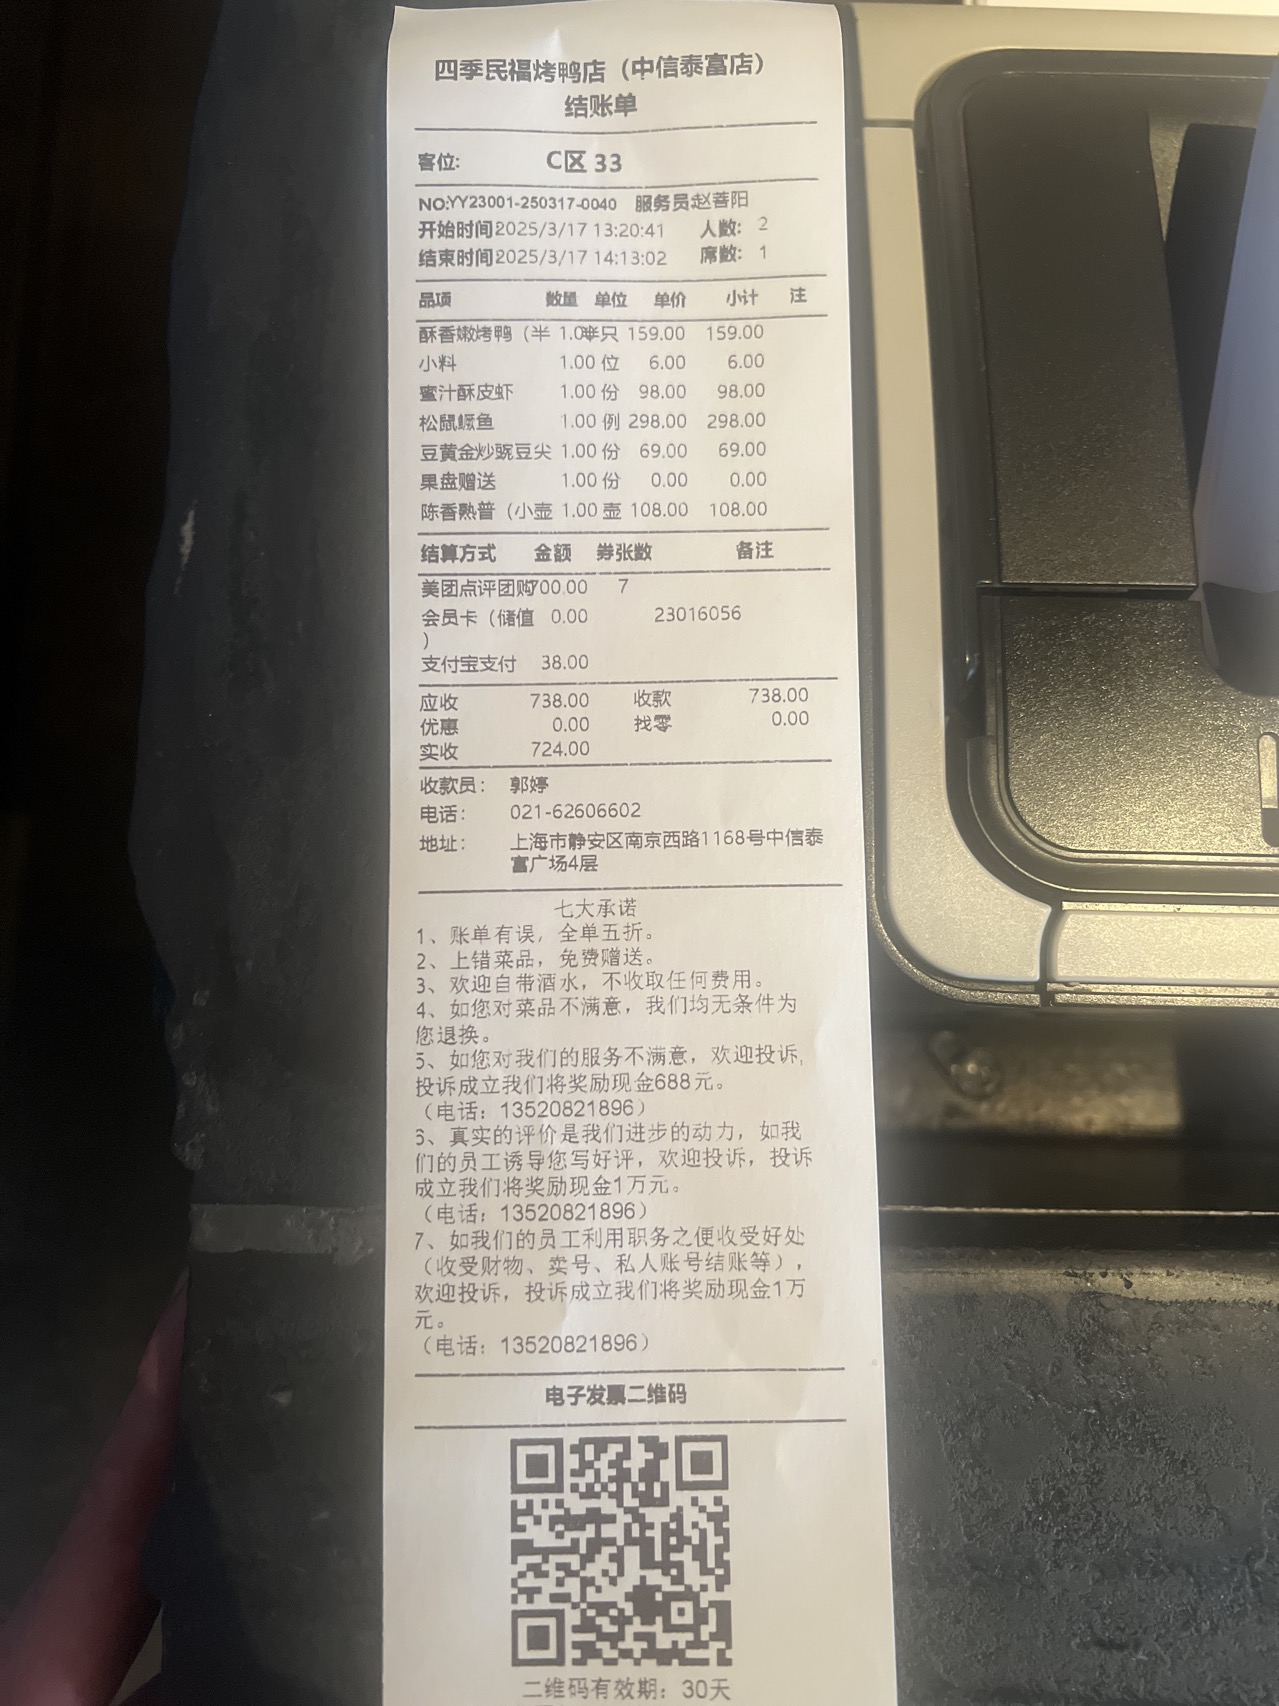 四季民福烤鸭店（中信泰富店）
结账单
客位: C区 33
NO:YY23001-250317-0040 服务员:赵菩阳
开始时间 2025/3/17 13:20:41 人数: 2
结束时间 2025/3/17 14:13:02 席数: 1
品项 数量 单位 单价 小计 注
酥香嫩烤鸭（半 1.0半只 159.00 159.00
小料 1.00 位 6.00 6.00
蜜汁酥皮虾 1.00 份 98.00 98.00
松鼠鳜鱼 1.00 例 298.00 298.00
豆黄金炒豌豆尖 1.00 份 69.00 69.00
果盘赠送 1.00 份 0.00 0.00
陈香熟普（小壶 1.00 壶 108.00 108.00
结算方式 金额 券张数 备注
美团点评团购700.00 7
会员卡（储值 0.00 23016056
）
支付宝支付 38.00
应收 738.00 收款 738.00
优惠 0.00 找零 0.00
实收 724.00
收款员: 郭婷
电话: 021-62606602
地址: 上海市静安区南京西路1168号中信泰
富广场4层
七大承诺
1、账单有误，全单五折。
2、上错菜品，免费赠送。
3、欢迎自带酒水，不收取任何费用。
4、如您对菜品不满意，我们均无条件为
您退换。
5、如您对我们的服务不满意，欢迎投诉,
投诉成立我们将奖励现金688元。
（电话：13520821896）
6、真实的评价是我们进步的动力，如我
们的员工诱导您写好评，欢迎投诉，投诉
成立我们将奖励现金1万元。
（电话：13520821896）
7、如我们的员工利用职务之便收受好处
（收受财物、卖号、私人账号结账等），
欢迎投诉，投诉成立我们将奖励现金1万
元。
（电话：13520821896）
电子发票二维码
二维码有效期：30天